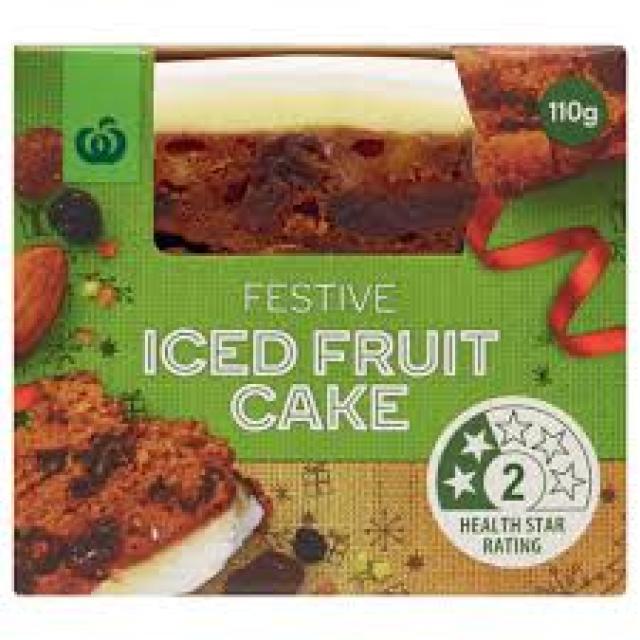 110g
FESTIVE
ICED FRUIT
CAKE
2
HEALTH STAR
RATING